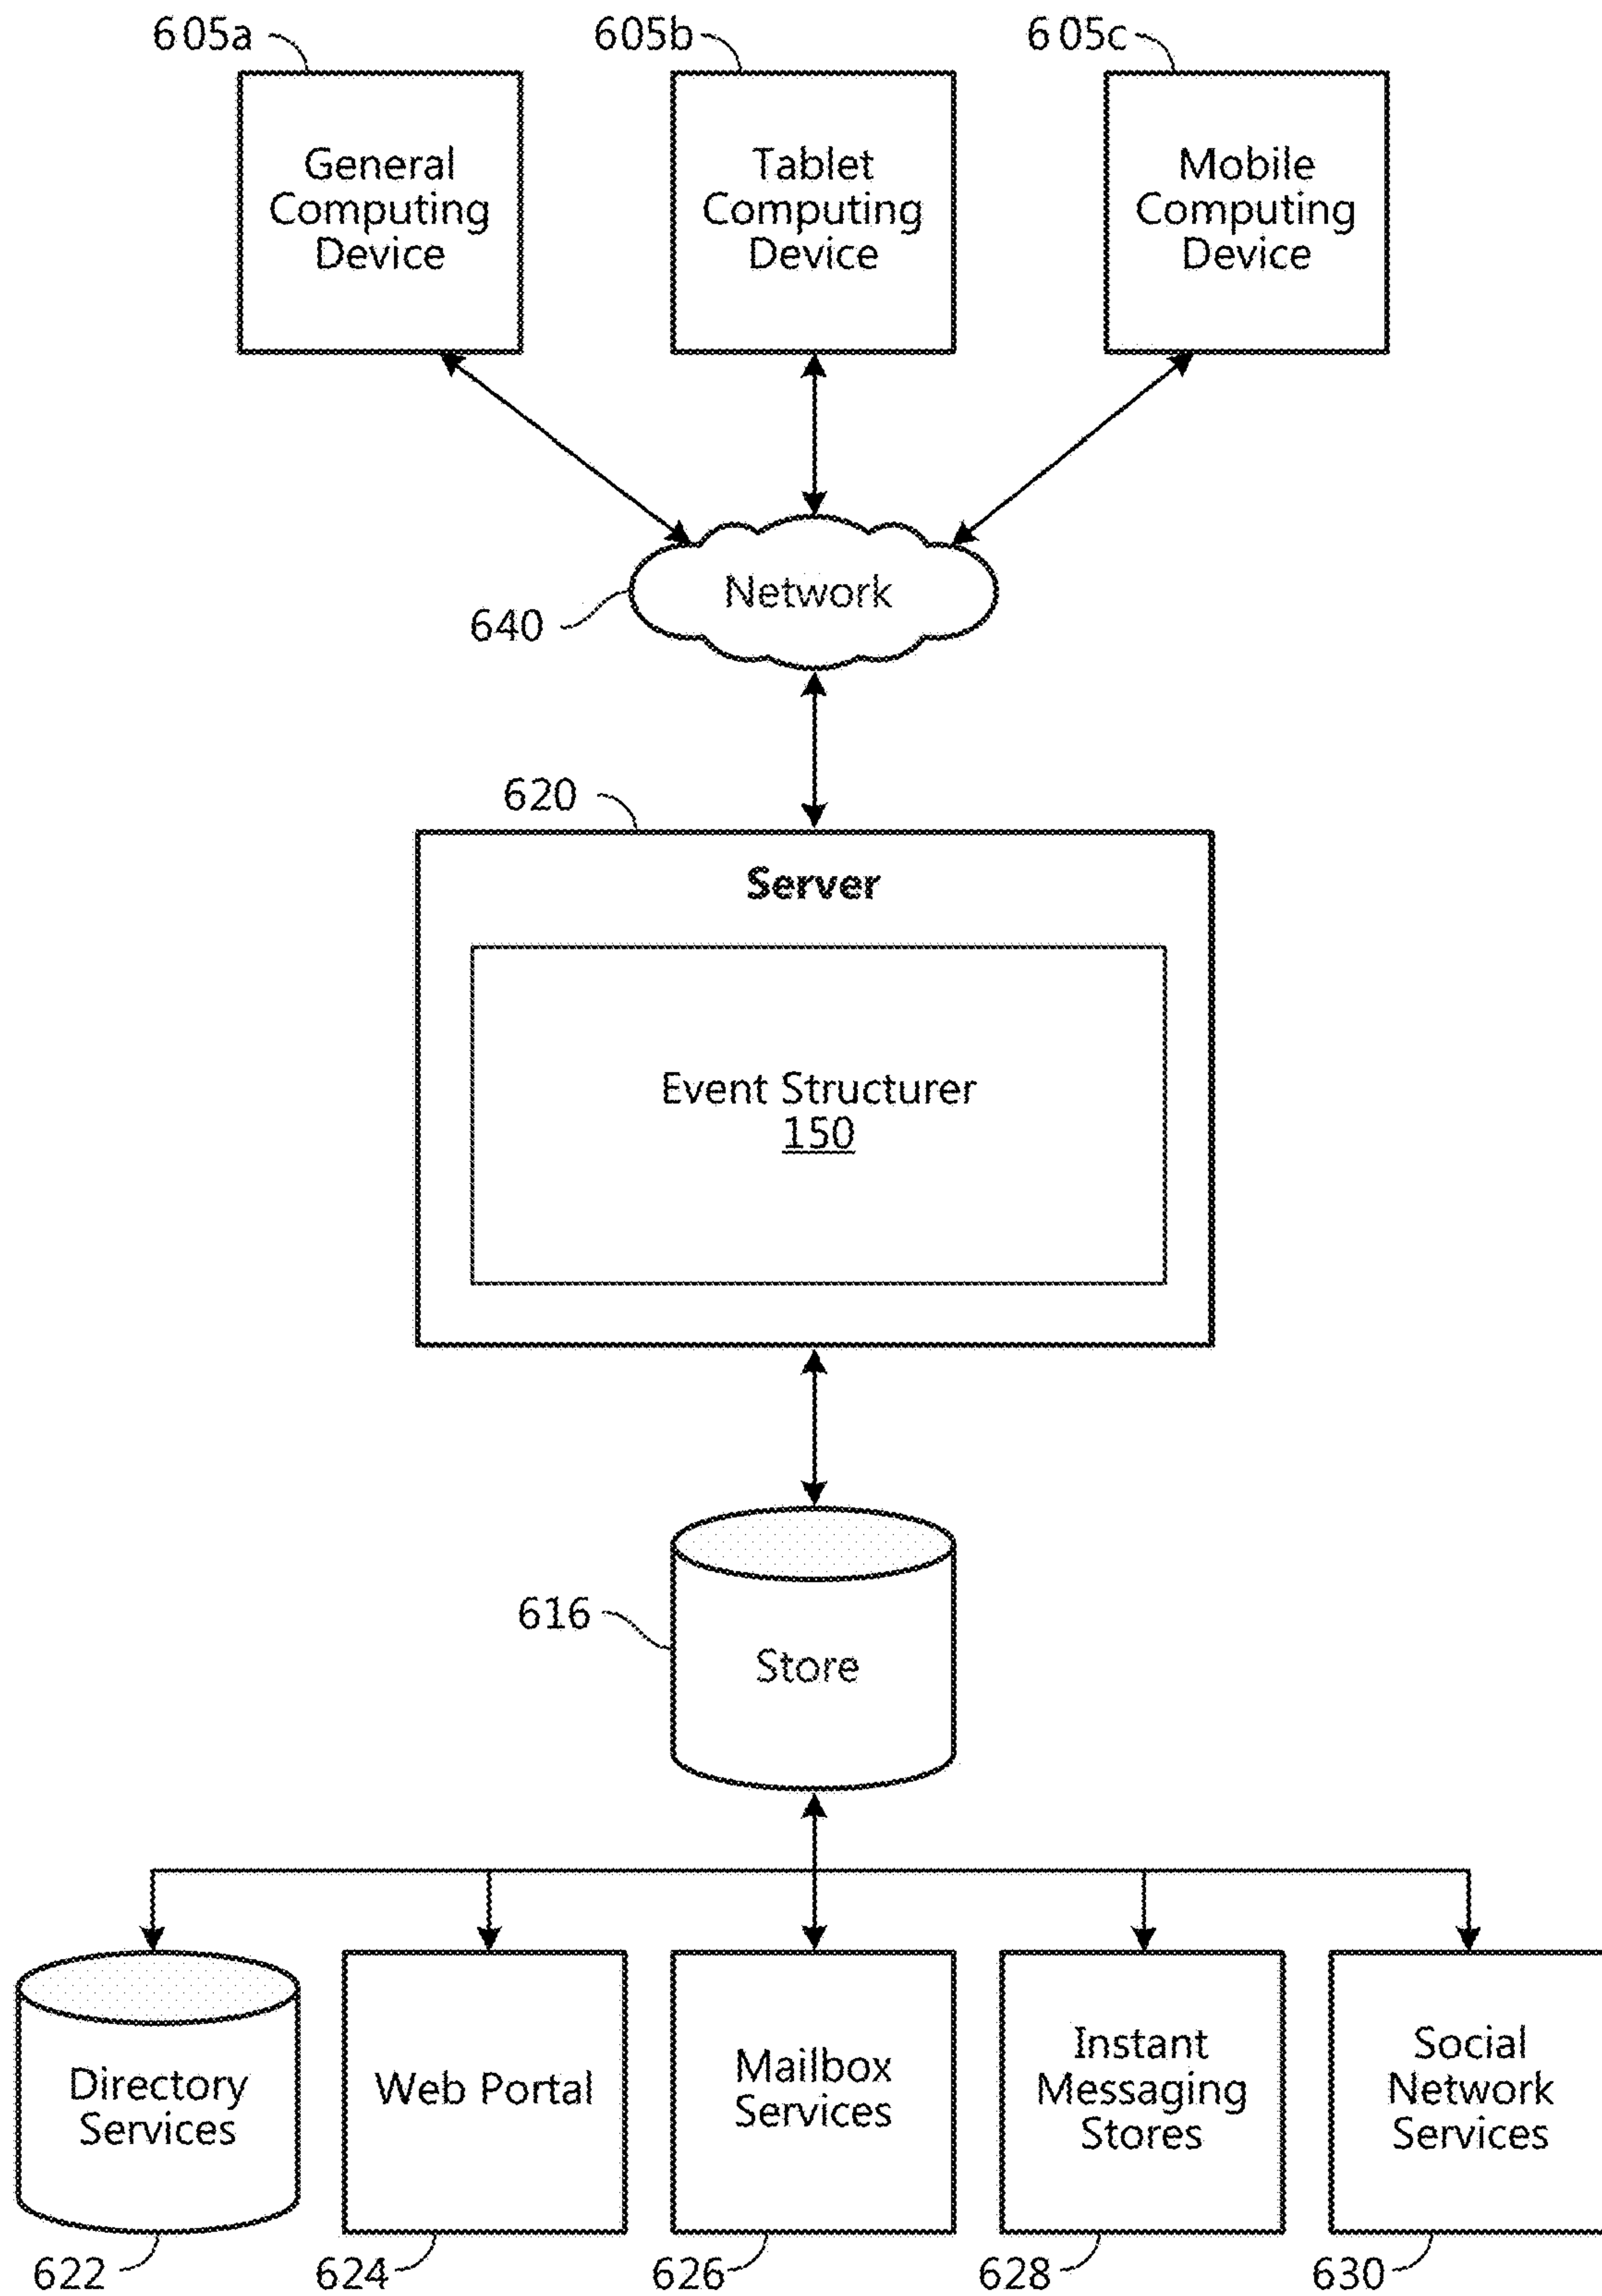 605a
605b
605c
General
Computing
Device
Tablet
Computing
Device
Mobile
Computing
Device
Network
640
620
Server
Event Structurer
150
616
Store
Directory
Services
Web Portal
Mailbox
Services
Instant
Messaging
Stores
Social
Network
Services
622
624
626
628
630